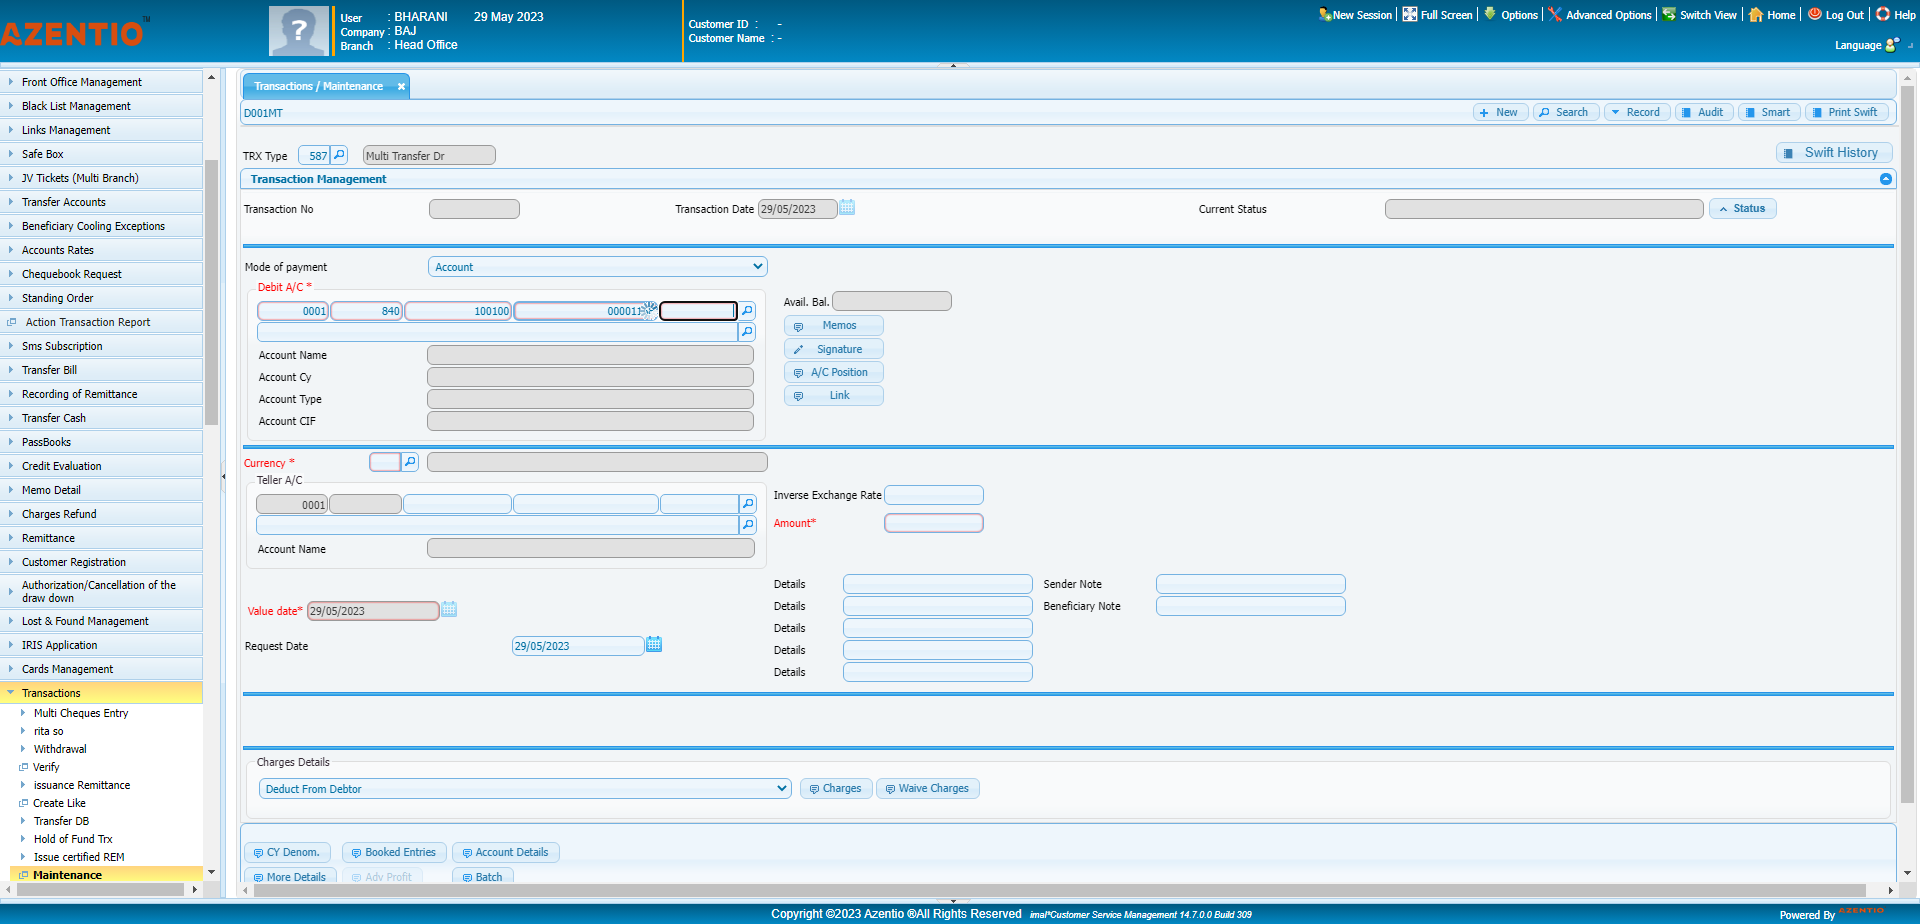 AZENTIO™
User : BHARANI 29 May 2023
Company : BAJ
Branch : Head Office
Customer ID : -
Customer Name : -
New Session
Full Screen
Options
Advanced Options
Switch View
Home
Log Out
Help
Language
Front Office Management
Black List Management
Links Management
Safe Box
JV Tickets (Multi Branch)
Transfer Accounts
Beneficiary Cooling Exceptions
Accounts Rates
Chequebook Request
Standing Order
Action Transaction Report
Sms Subscription
Transfer Bill
Recording of Remittance
Transfer Cash
PassBooks
Credit Evaluation
Memo Detail
Charges Refund
Remittance
Customer Registration
Authorization/Cancellation of the
draw down
Lost & Found Management
IRIS Application
Cards Management
Transactions
Multi Cheques Entry
rita so
Withdrawal
Verify
issuance Remittance
Create Like
Transfer DB
Hold of Fund Trx
Issue certified REM
Maintenance
Transactions / Maintenance
D001MT
New
Search
Record
Audit
Smart
Print Swift
TRX Type 587 Multi Transfer Dr
Swift History
Transaction Management
Transaction No
Transaction Date 29/05/2023
Current Status
Status
Mode of payment Account
Debit A/C *
0001 840 100100 000011
Account Name
Account Cy
Account Type
Account CIF
Avail. Bal.
Memos
Signature
A/C Position
Link
Currency *
Teller A/C
0001
Account Name
Inverse Exchange Rate
Amount*
Value date* 29/05/2023
Request Date 29/05/2023
Details
Details
Details
Details
Details
Sender Note
Beneficiary Note
Charges Details
Deduct From Debtor
Charges
Waive Charges
CY Denom.
Booked Entries
Account Details
More Details
Adv Profit
Batch
Copyright ©2023 Azentio ®All Rights Reserved imal*Customer Service Management 14.7.0.0 Build 309
Powered By AZENTIO